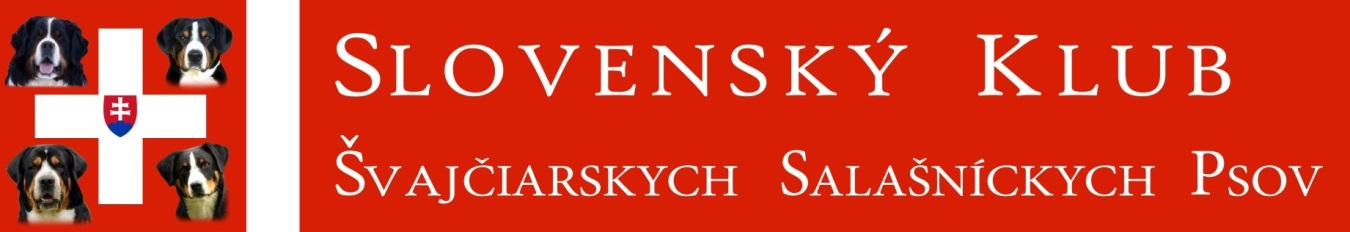 SLOVENSKÝ KLUB
ŠVAJČIARSKYCH SALAŠNÍCKYCH PSOV